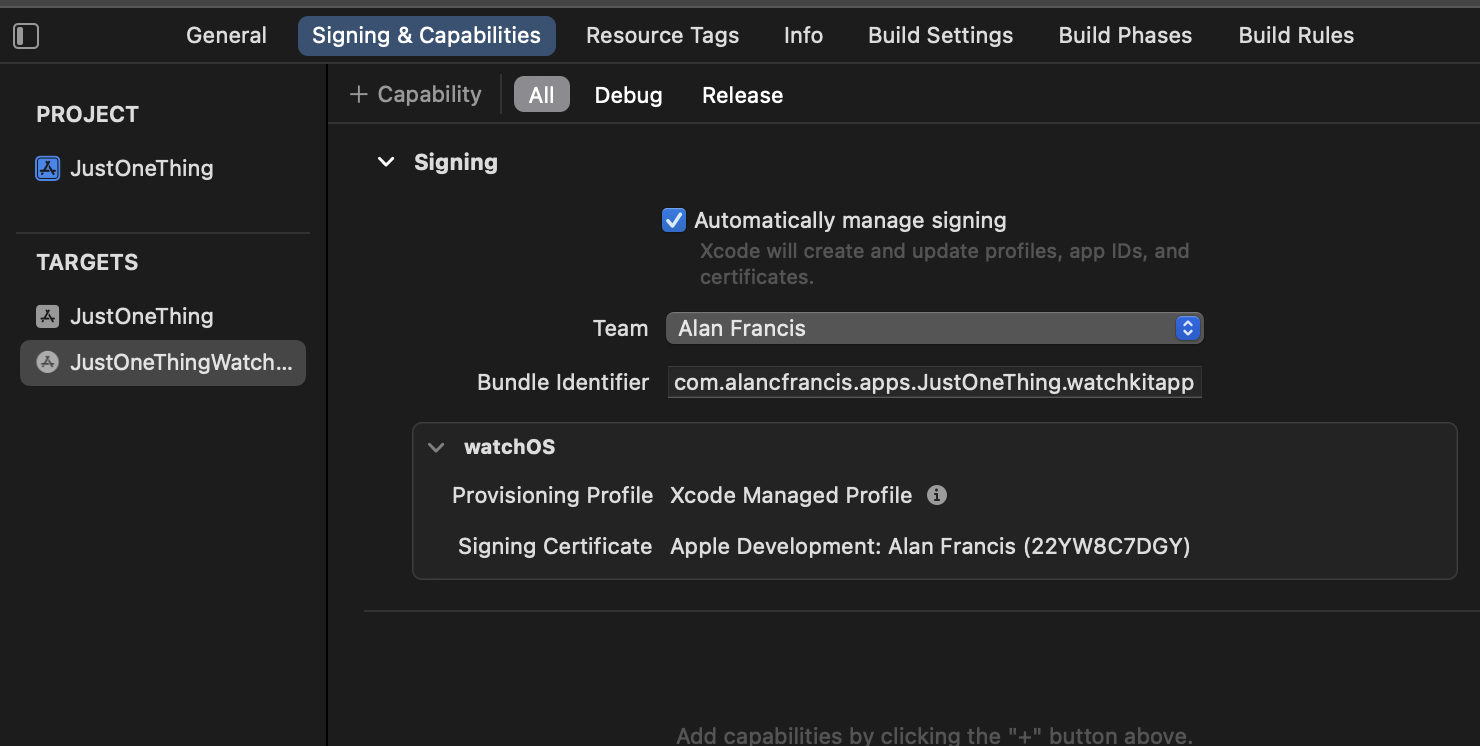 General Signing & Capabilities Resource Tags Info Build Settings Build Phases Build Rules
PROJECT
JustOneThing
TARGETS
JustOneThing
JustOneThingWatch...
+ Capability All Debug Release
Signing
Automatically manage signing
Xcode will create and update profiles, app IDs, and
certificates.
Team Alan Francis
Bundle Identifier com.alancfrancis.apps.JustOneThing.watchkitapp
watchOS
Provisioning Profile Xcode Managed Profile
Signing Certificate Apple Development: Alan Francis (22YW8C7DGY)
Add capabilities by clicking the "+" button above.